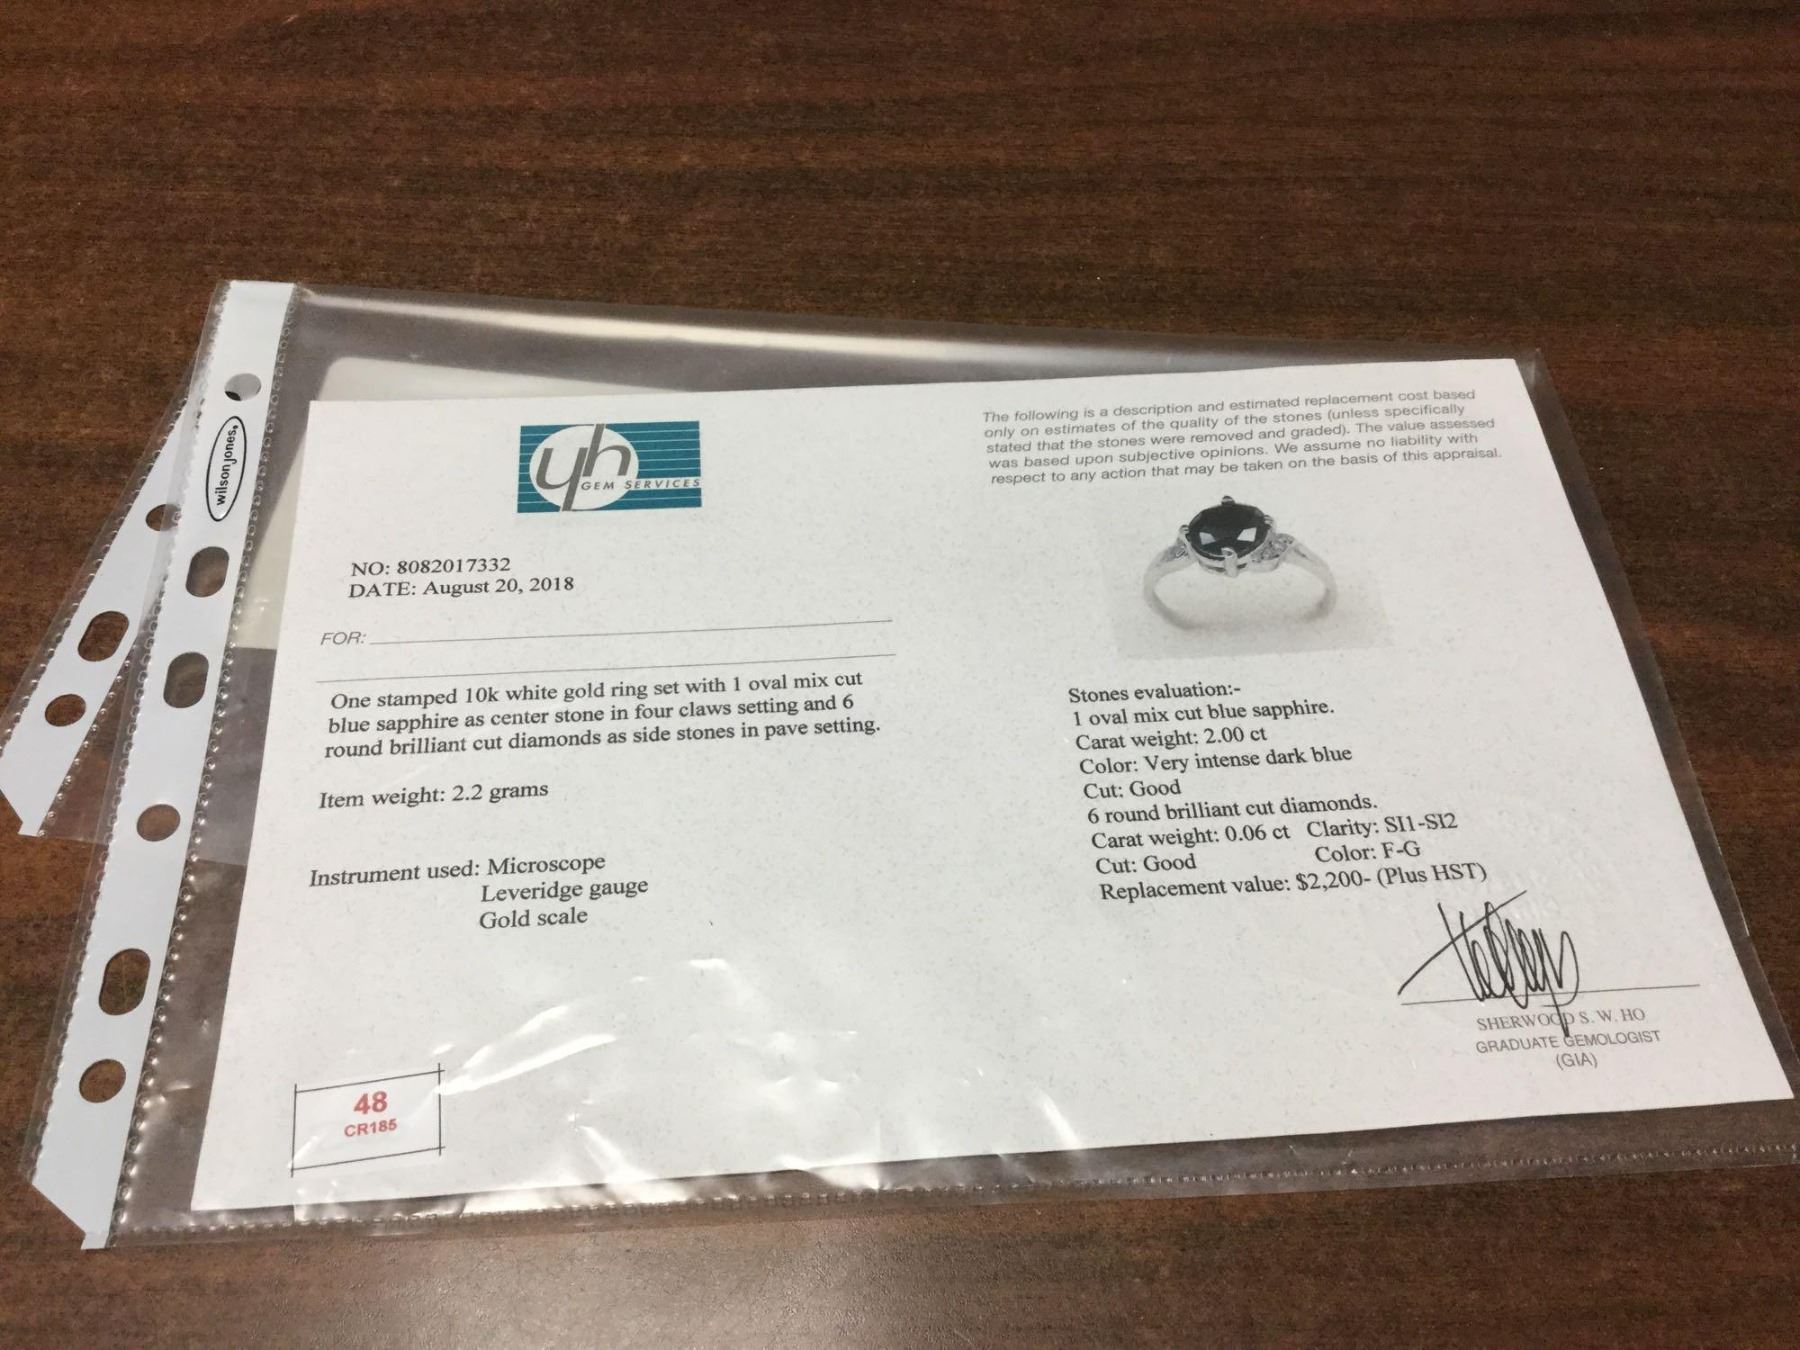 wilson jones
yh
GEM SERVICES
NO: 8082017332
DATE: August 20, 2018
FOR:
One stamped 10k white gold ring set with 1 oval mix cut
blue sapphire as center stone in four claws setting and 6
round brilliant cut diamonds as side stones in pave setting.
Item weight: 2.2 grams
Instrument used: Microscope
Leveridge gauge
Gold scale
48
CR185
The following is a description and estimated replacement cost based
only on estimates of the quality of the stones (unless specifically
stated that the stones were removed and graded). The value assessed
was based upon subjective opinions. We assume no liability with
respect to any action that may be taken on the basis of this appraisal.
Stones evaluation:-
1 oval mix cut blue sapphire.
Carat weight: 2.00 ct
Color: Very intense dark blue
Cut: Good
6 round brilliant cut diamonds.
Carat weight: 0.06 ct Clarity: SI1-SI2
Cut: Good Color: F-G
Replacement value: $2,200- (Plus HST)
SHERWOOD S. W. HO
GRADUATE GEMOLOGIST
(GIA)